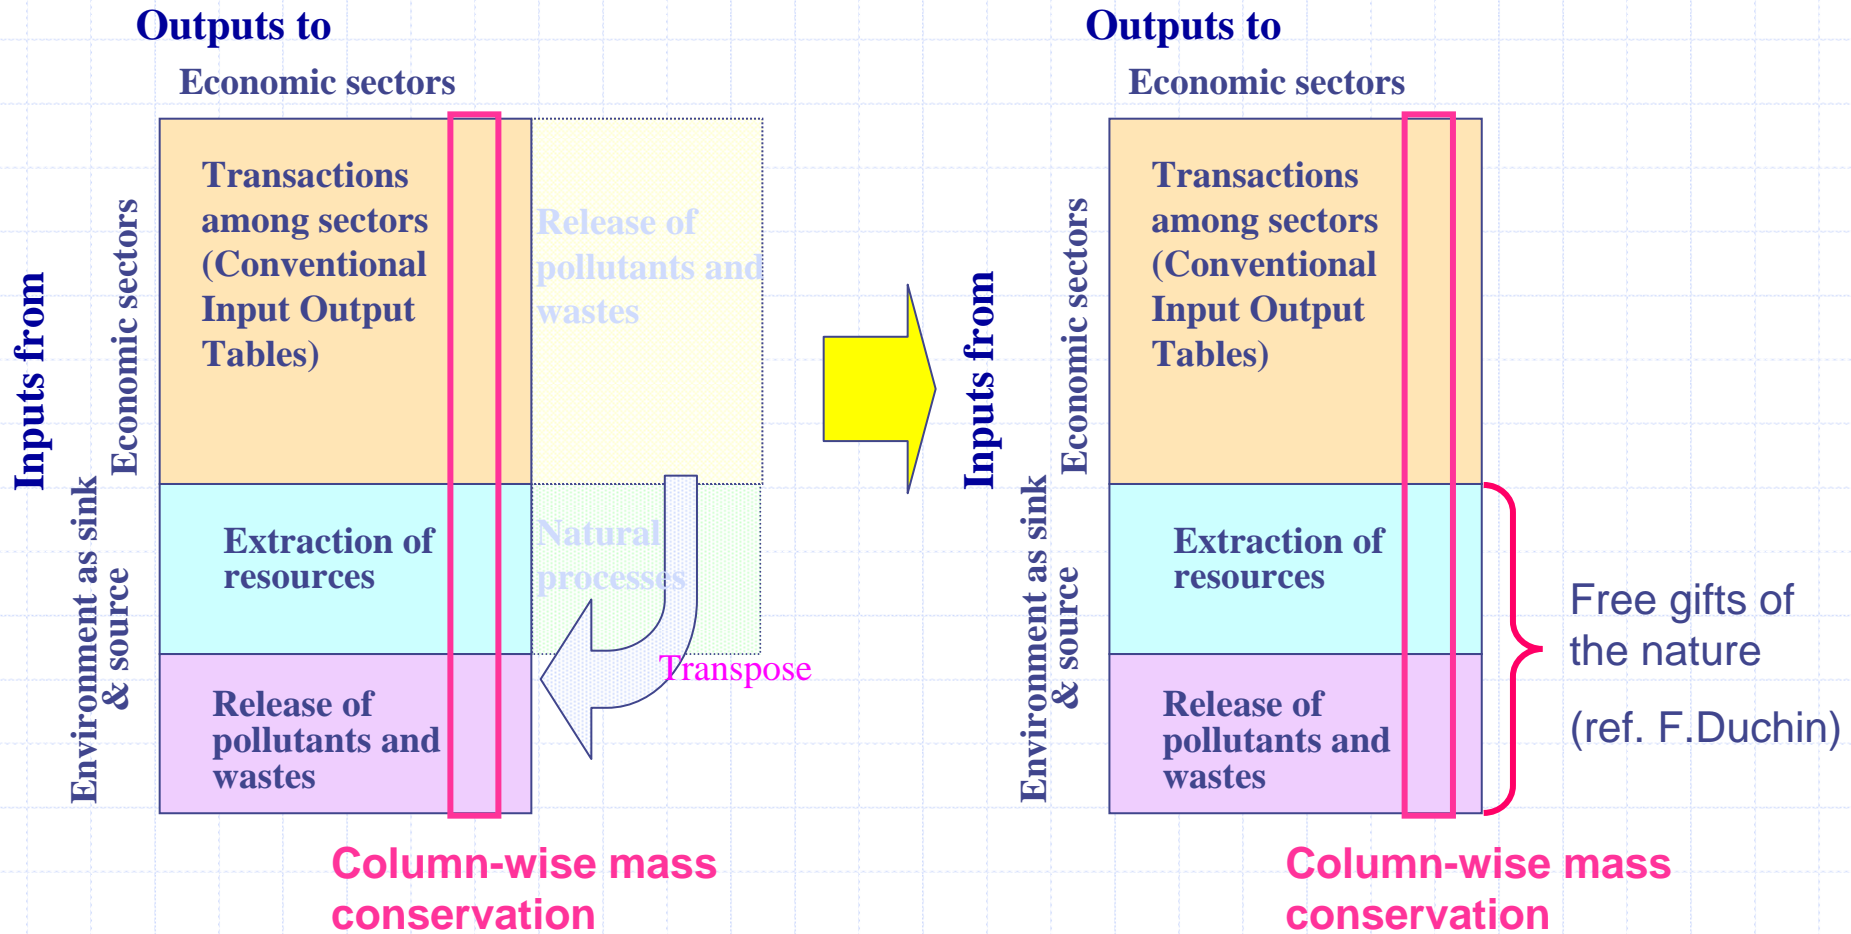 Outputs to
Economic sectors
Inputs from
Economic sectors
Environment as sink
& source
Transactions
among sectors
(Conventional
Input Output
Tables)
Release of
pollutants and
wastes
Extraction of
resources
Natural
processes
Transpose
Release of
pollutants and
wastes
Column-wise mass
conservation
Outputs to
Economic sectors
Inputs from
Economic sectors
Environment as sink
& source
Transactions
among sectors
(Conventional
Input Output
Tables)
Extraction of
resources
Release of
pollutants and
wastes
Free gifts of
the nature
(ref. F.Duchin)
Column-wise mass
conservation